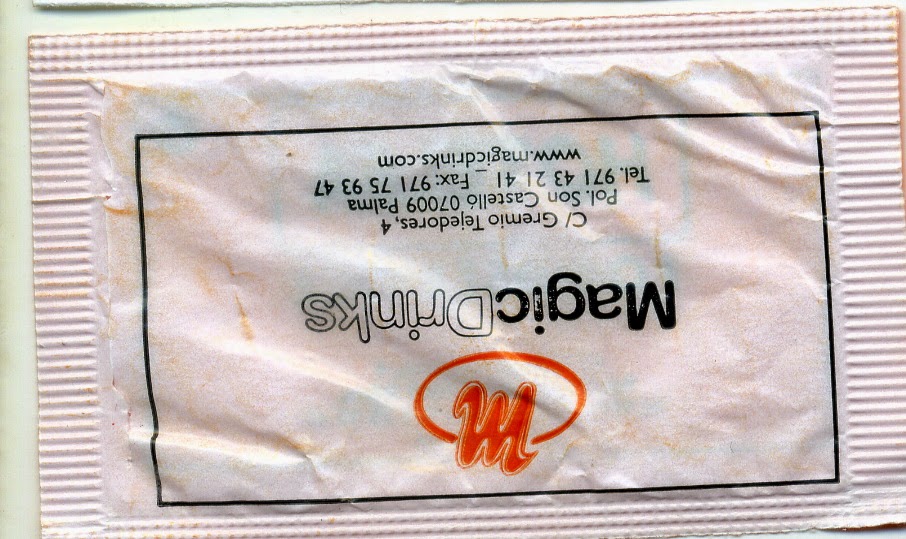 M
MagicDrinks
C/ Gremio Tejedores, 4
Pol. Son Castelló 07009 Palma
Tel. 971 43 21 41 _ Fax: 971 75 93 47
www.magicdrinks.com